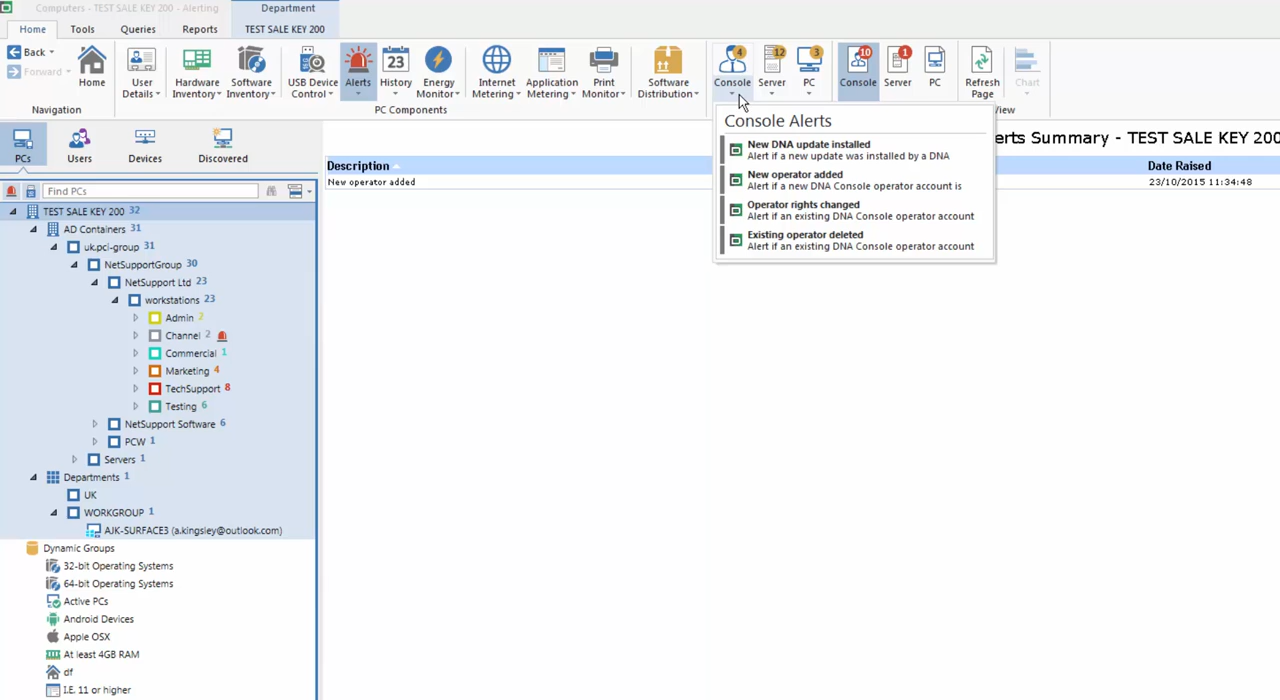 Computers - TEST SALE KEY 200 - Alerting
Department
Home
Tools
Queries
Reports
TEST SALE KEY 200
Back
Forward
Home
User
Details
Hardware
Inventory
Software
Inventory
USB Device
Control
Alerts
23
History
Energy
Monitor
Internet
Metering
Application
Metering
Print
Monitor
Software
Distribution
4
Console
12
Server
3
PC
10
Console
1
Server
PC
Refresh
Page
Chart
Navigation
PC Components
View
PCs
Users
Devices
Discovered
Console Alerts
New DNA update installed
Alert if a new update was installed by a DNA
New operator added
Alert if a new DNA Console operator account is
Operator rights changed
Alert if an existing DNA Console operator account
Existing operator deleted
Alert if an existing DNA Console operator account
erts Summary - TEST SALE KEY 200
Description
Date Raised
New operator added
23/10/2015 11:34:48
Find PCs
TEST SALE KEY 200 32
AD Containers 31
uk.pci-group 31
NetSupportGroup 30
NetSupport Ltd 23
workstations 23
Admin 2
Channel 2
Commercial 1
Marketing 4
TechSupport 8
Testing 6
NetSupport Software 6
PCW 1
Servers 1
Departments 1
UK
WORKGROUP 1
AJK-SURFACE3 (a.kingsley@outlook.com)
Dynamic Groups
32-bit Operating Systems
64-bit Operating Systems
Active PCs
Android Devices
Apple OSX
At least 4GB RAM
df
I.E. 11 or higher